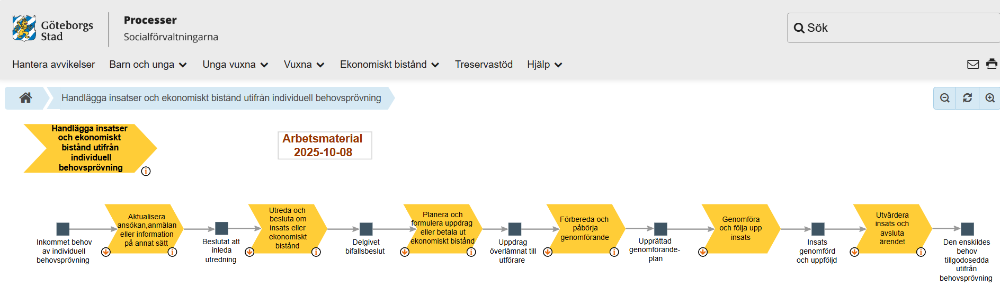 Göteborgs
Stad
Processer
Socialförvaltningarna
Sök
Hantera avvikelser
Barn och unga
Unga vuxna
Vuxna
Ekonomiskt bistånd
Treservastöd
Hjälp
Handlägga insatser och ekonomiskt bistånd utifrån individuell behovsprövning
Handlägga insatser
och ekonomiskt
bistånd utifrån
individuell
behovsprövning
i
Arbetsmaterial
2025-10-08
Inkommet behov
av individuell
behovsprövning
Aktualisera
ansökan,anmälan
eller information
på annat sätt
i
Beslutat att
inleda
utredning
Utreda och
besluta om
insats eller
ekonomiskt
bistånd
i
Delgivet
bifallsbeslut
Planera och
formulera uppdrag
eller betala ut
ekonomiskt bistånd
i
Uppdrag
överlämnat till
utförare
Förbereda och
påbörja
genomförande
i
Upprättad
genomförande-
plan
Genomföra
och följa upp
insats
Insats
genomförd
och uppföljd
Utvärdera
insats och
avsluta
ärendet
i
Den enskildes
behov
tillgodosedda
utifrån
behovsprövning